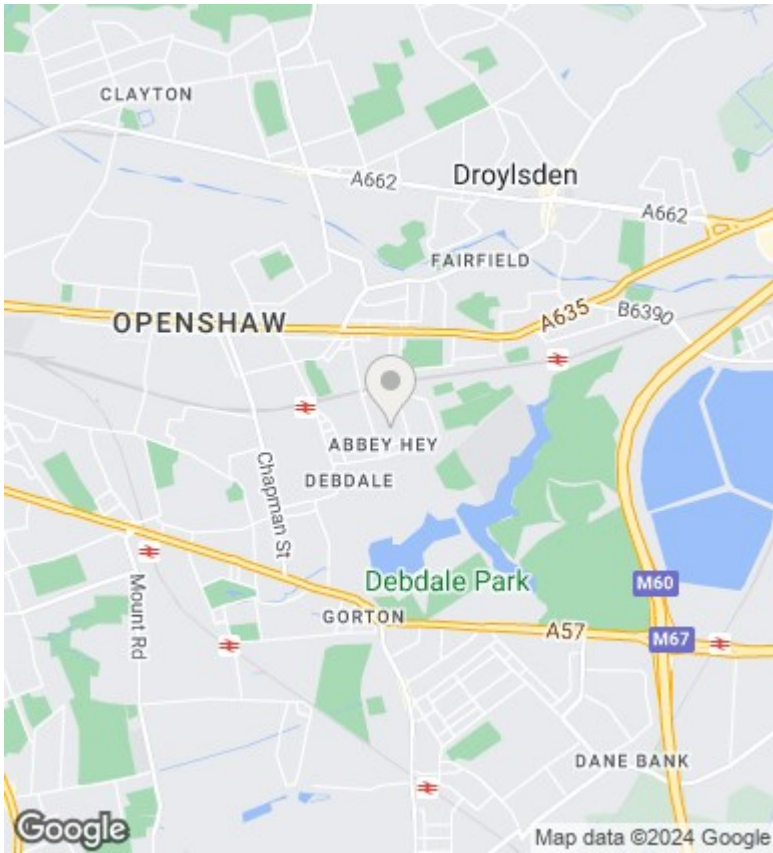 CLAYTON
A662
Droylsden
A662
FAIRFIELD
A635
B6390
OPENSHAW
ABBEY HEY
DEBDALE
Chapman St
Mount Rd
Debdale Park
M60
GORTON
A57
M67
DANE BANK
Google
Map data ©2024 Google